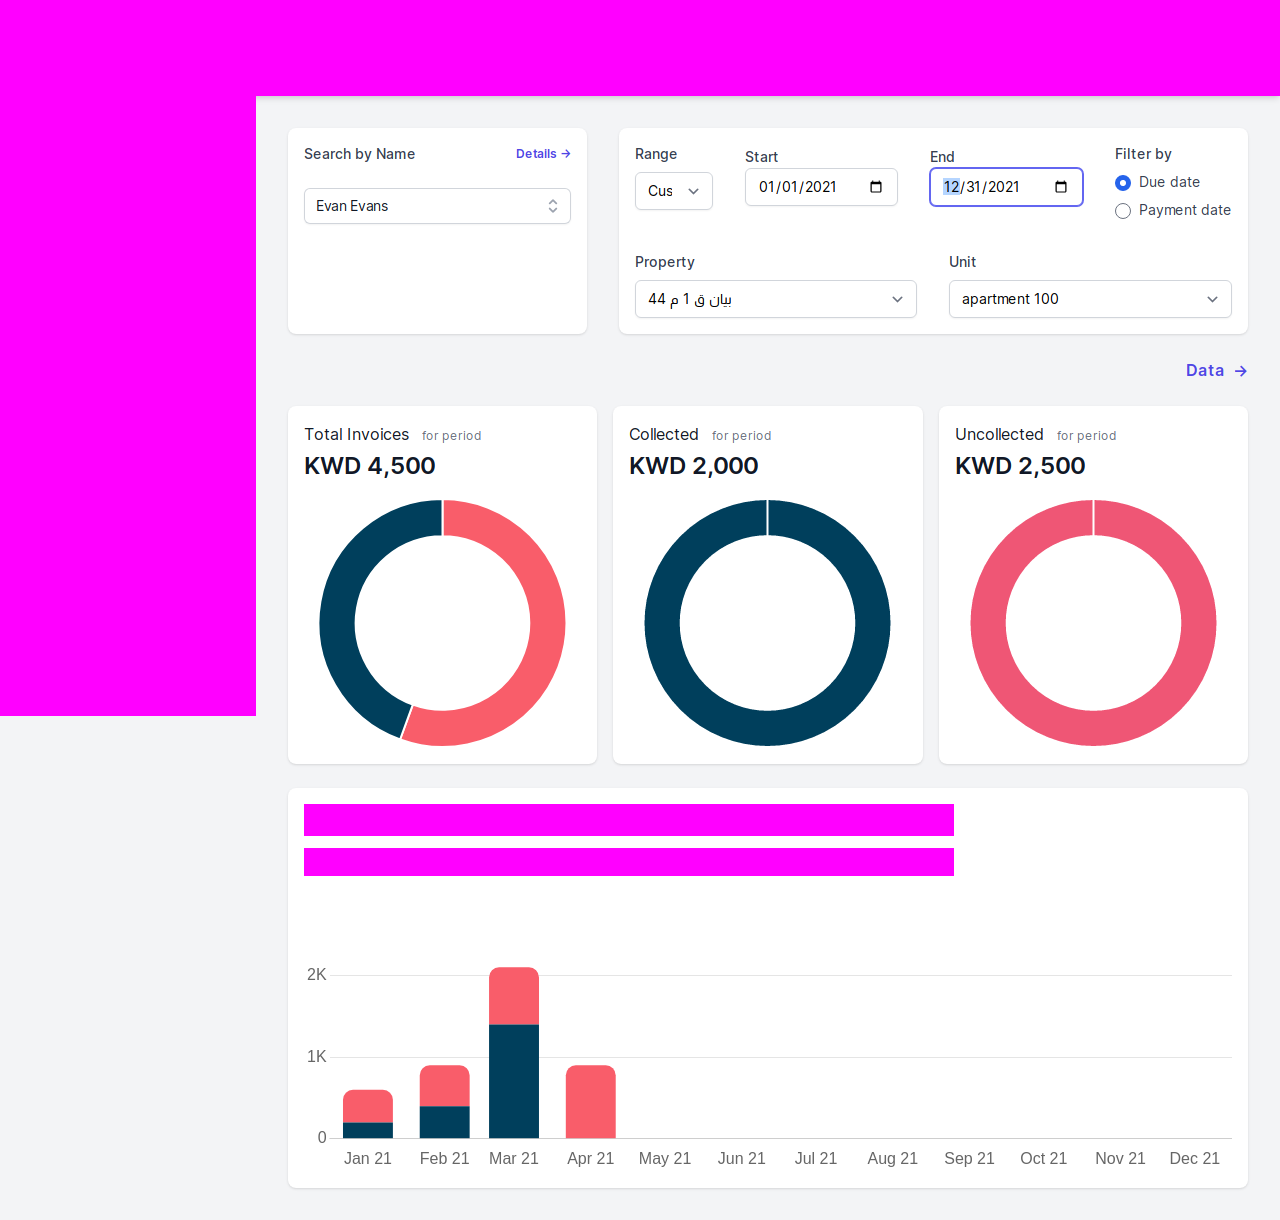 Search by Name
Details →
Evan Evans
Range
Cus
Start
01/01/2021
End
12/31/2021
Filter by
Due date
Payment date
Property
بيان ق 1 م 44
Unit
apartment 100
Data →
Total Invoices for period
KWD 4,500
Collected for period
KWD 2,000
Uncollected for period
KWD 2,500
2K
1K
0
Jan 21 Feb 21 Mar 21 Apr 21 May 21 Jun 21 Jul 21 Aug 21 Sep 21 Oct 21 Nov 21 Dec 21